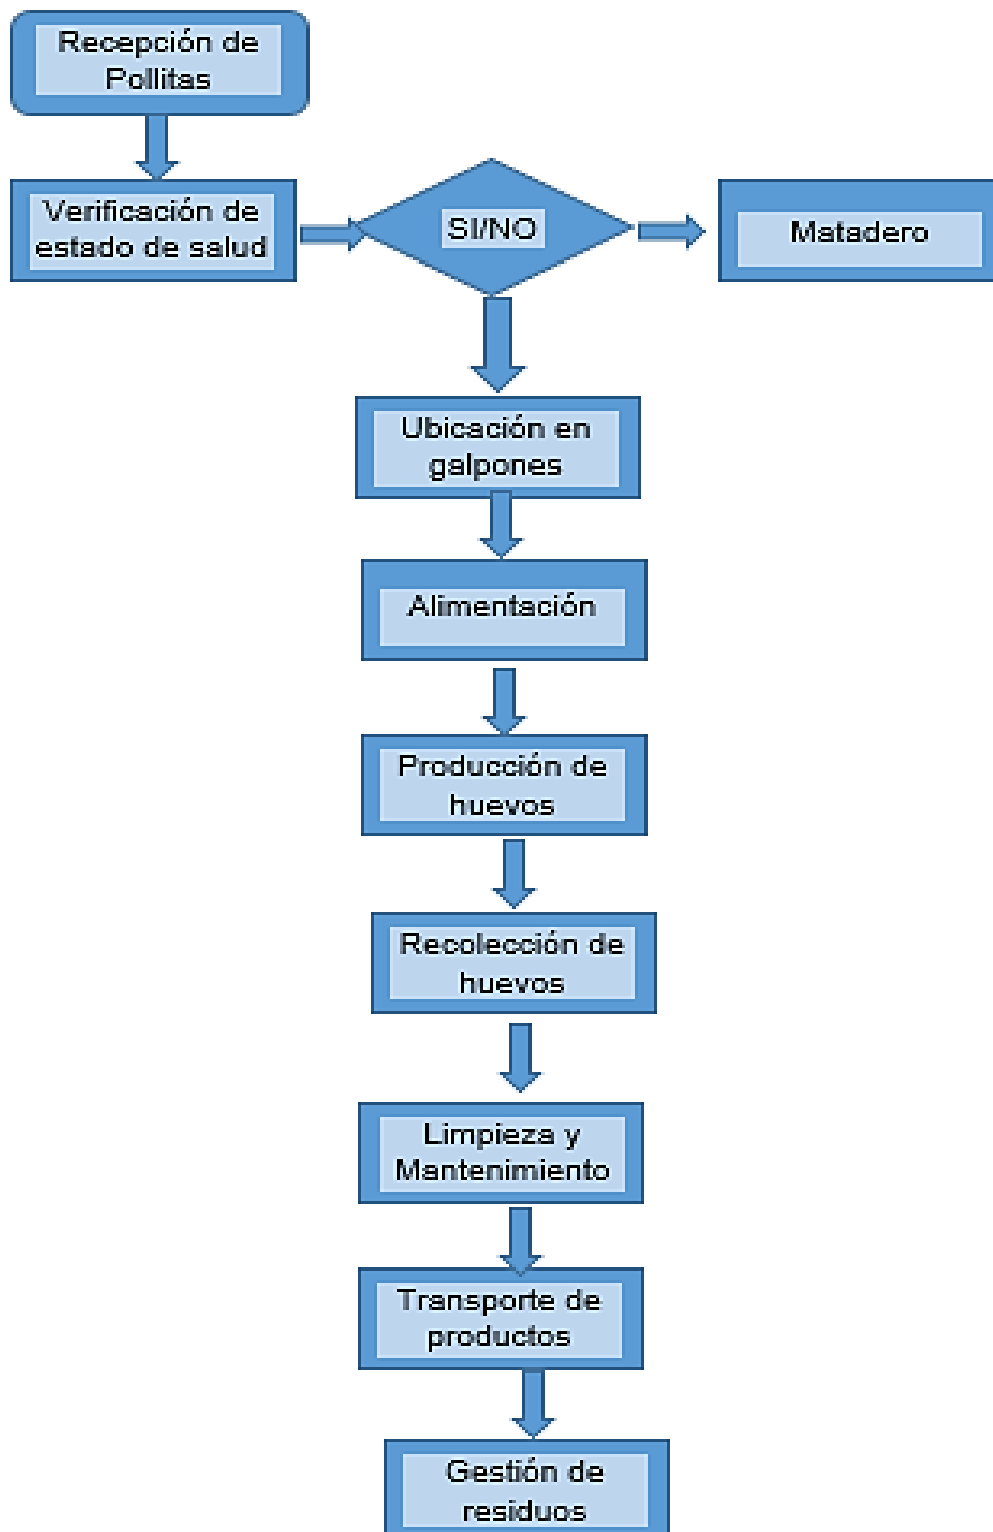 Recepción de
Pollitas
Verificación de
estado de salud
SI/NO
Matadero
Ubicación en
galpones
Alimentación
Producción de
huevos
Recolección de
huevos
Limpieza y
Mantenimiento
Transporte de
productos
Gestión de
residuos